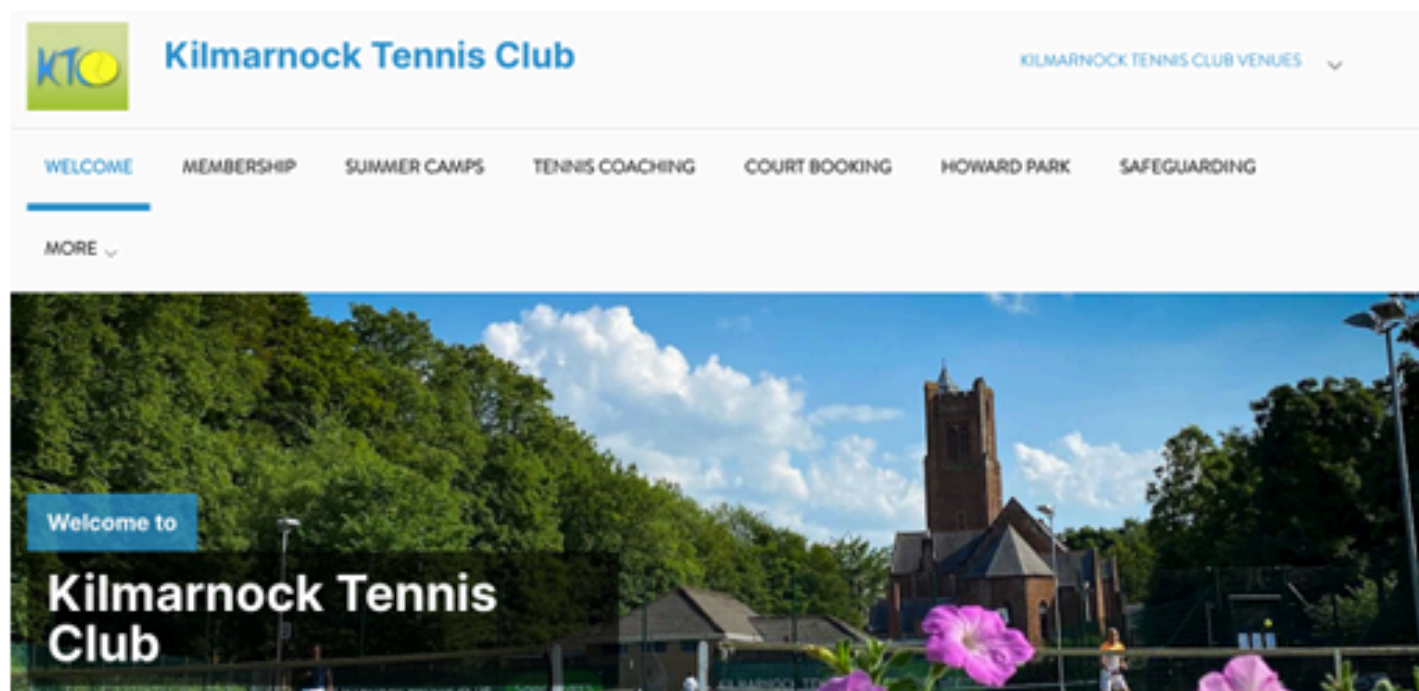 KTC
Kilmarnock Tennis Club
KILMARNOCK TENNIS CLUB VENUES
WELCOME MEMBERSHIP SUMMER CAMPS TENNIS COACHING COURT BOOKING HOWARD PARK SAFEGUARDING
MORE
Welcome to
Kilmarnock Tennis
Club